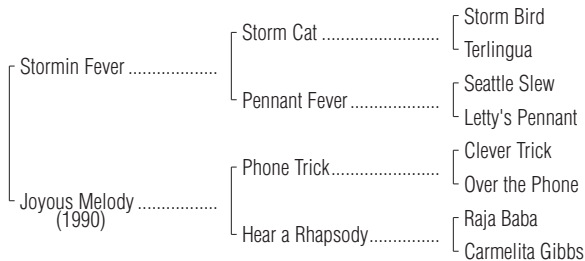 Storm Bird
Storm Cat ........................
Terlingua
Stormin Fever ..................
Seattle Slew
Pennant Fever ..................
Letty's Pennant
Clever Trick
Phone Trick......................
Over the Phone
Joyous Melody ................
(1990)
Raja Baba
Hear a Rhapsody..............
Carmelita Gibbs